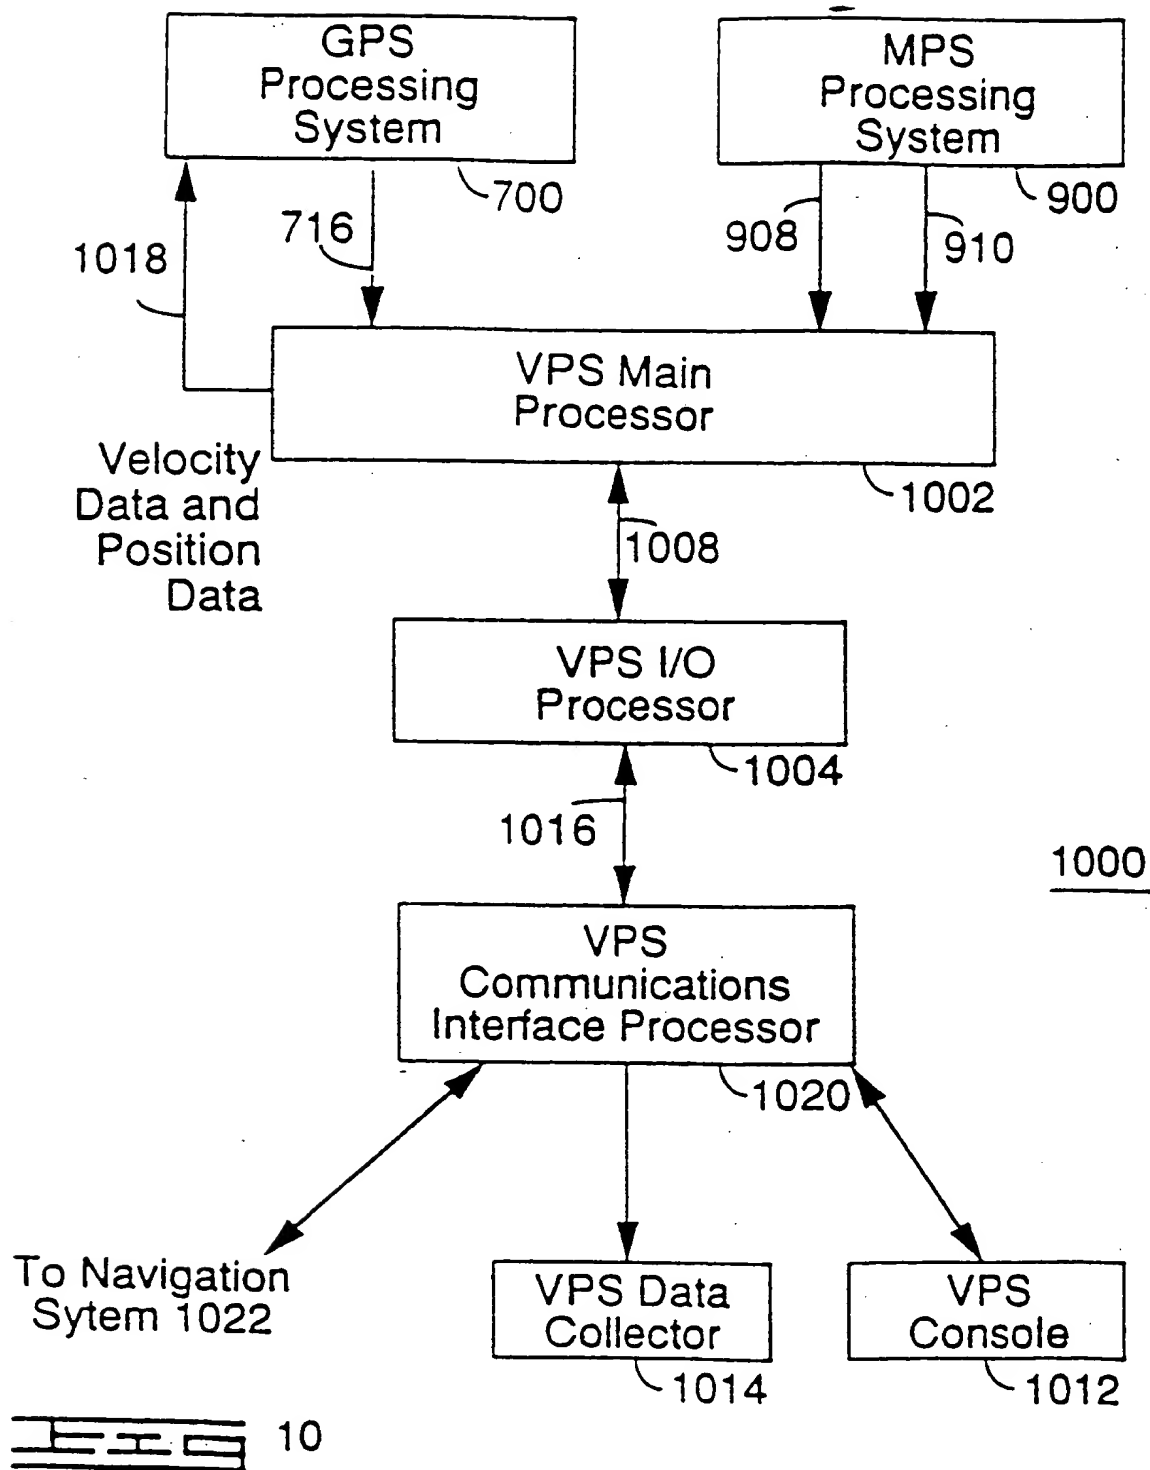 GPS
Processing
System
700
MPS
Processing
System
900
716
1018
908
910
VPS Main
Processor
1002
Velocity
Data and
Position
Data
1008
VPS I/O
Processor
1004
1016
1000
VPS
Communications
Interface Processor
1020
To Navigation
Sytem 1022
VPS Data
Collector
1014
VPS
Console
1012
10